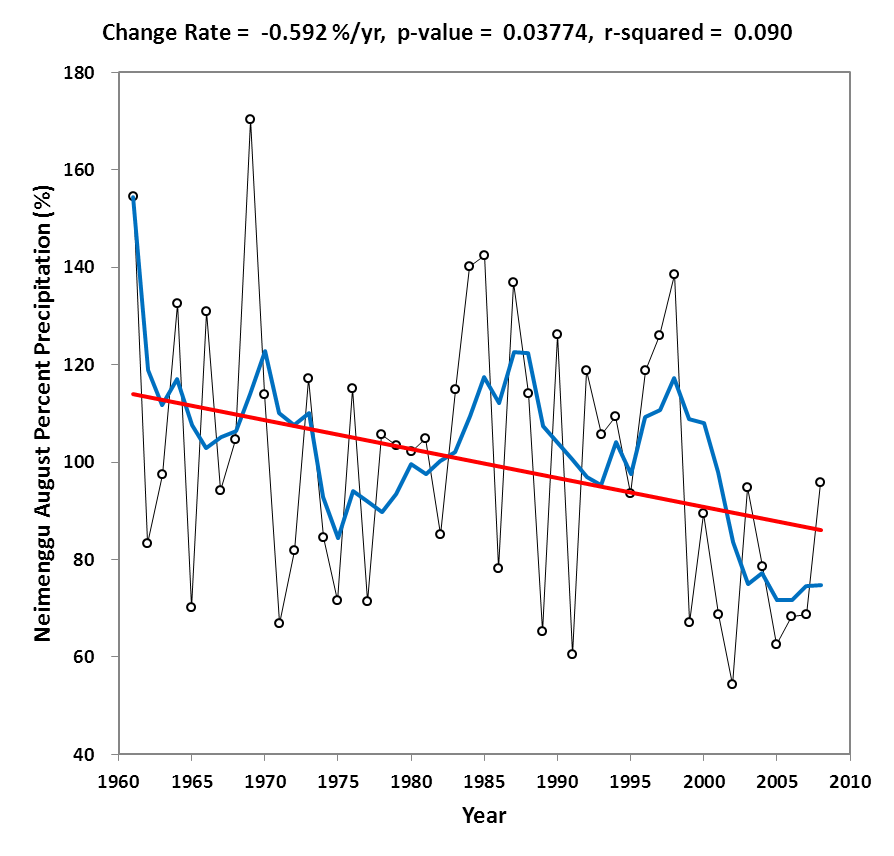 Change Rate = -0.592 %/yr, p-value = 0.03774, r-squared = 0.090
Neimenggu August Percent Precipitation (%)
180
160
140
120
100
80
60
40
1960 1965 1970 1975 1980 1985 1990 1995 2000 2005 2010
Year